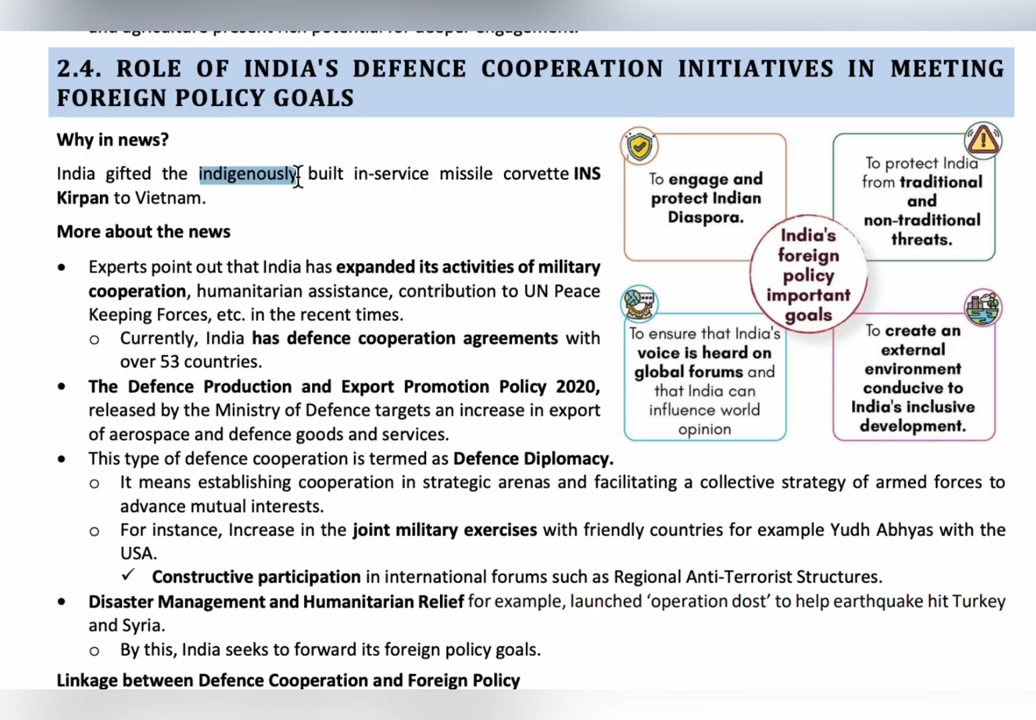 and agriculture present rich potential for deeper engagement.
2.4. ROLE OF INDIA'S DEFENCE COOPERATION INITIATIVES IN MEETING
FOREIGN POLICY GOALS
Why in news?
India gifted the indigenously built in-service missile corvette INS
Kirpan to Vietnam.
More about the news
• Experts point out that India has expanded its activities of military
cooperation, humanitarian assistance, contribution to UN Peace
Keeping Forces, etc. in the recent times.
o Currently, India has defence cooperation agreements with
over 53 countries.
• The Defence Production and Export Promotion Policy 2020,
released by the Ministry of Defence targets an increase in export
of aerospace and defence goods and services.
To engage and
protect Indian
Diaspora.
To protect India
from traditional
and
non-traditional
threats.
India's
foreign
policy
important
goals
To ensure that India's
voice is heard on
global forums and
that India can
influence world
opinion
To create an
external
environment
conducive to
India's inclusive
development.
• This type of defence cooperation is termed as Defence Diplomacy.
o It means establishing cooperation in strategic arenas and facilitating a collective strategy of armed forces to
advance mutual interests.
o For instance, Increase in the joint military exercises with friendly countries for example Yudh Abhyas with the
USA.
✓ Constructive participation in international forums such as Regional Anti-Terrorist Structures.
• Disaster Management and Humanitarian Relief for example, launched ‘operation dost’ to help earthquake hit Turkey
and Syria.
o By this, India seeks to forward its foreign policy goals.
Linkage between Defence Cooperation and Foreign Policy